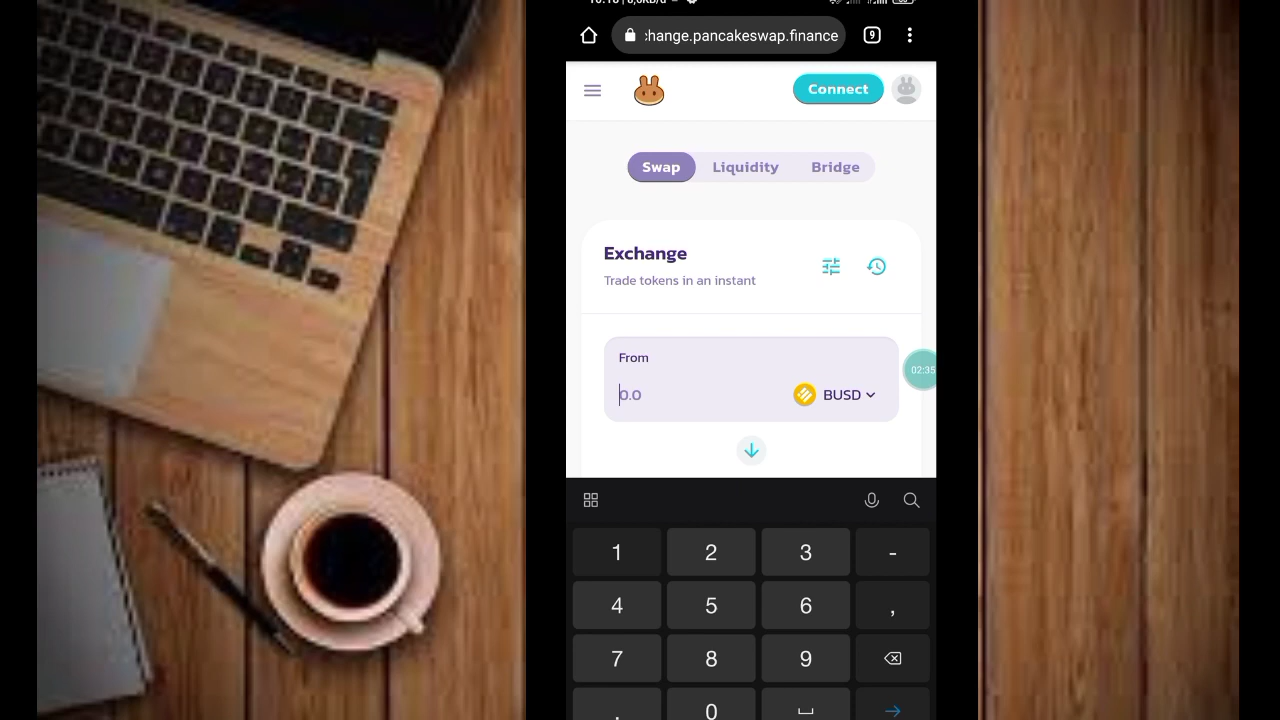 :hange.pancakeswap.finance
9
Connect
Swap Liquidity Bridge
Exchange
Trade tokens in an instant
From
0.0 BUSD
02:35
1 2 3 -
4 5 6 ,
7 8 9
. 0